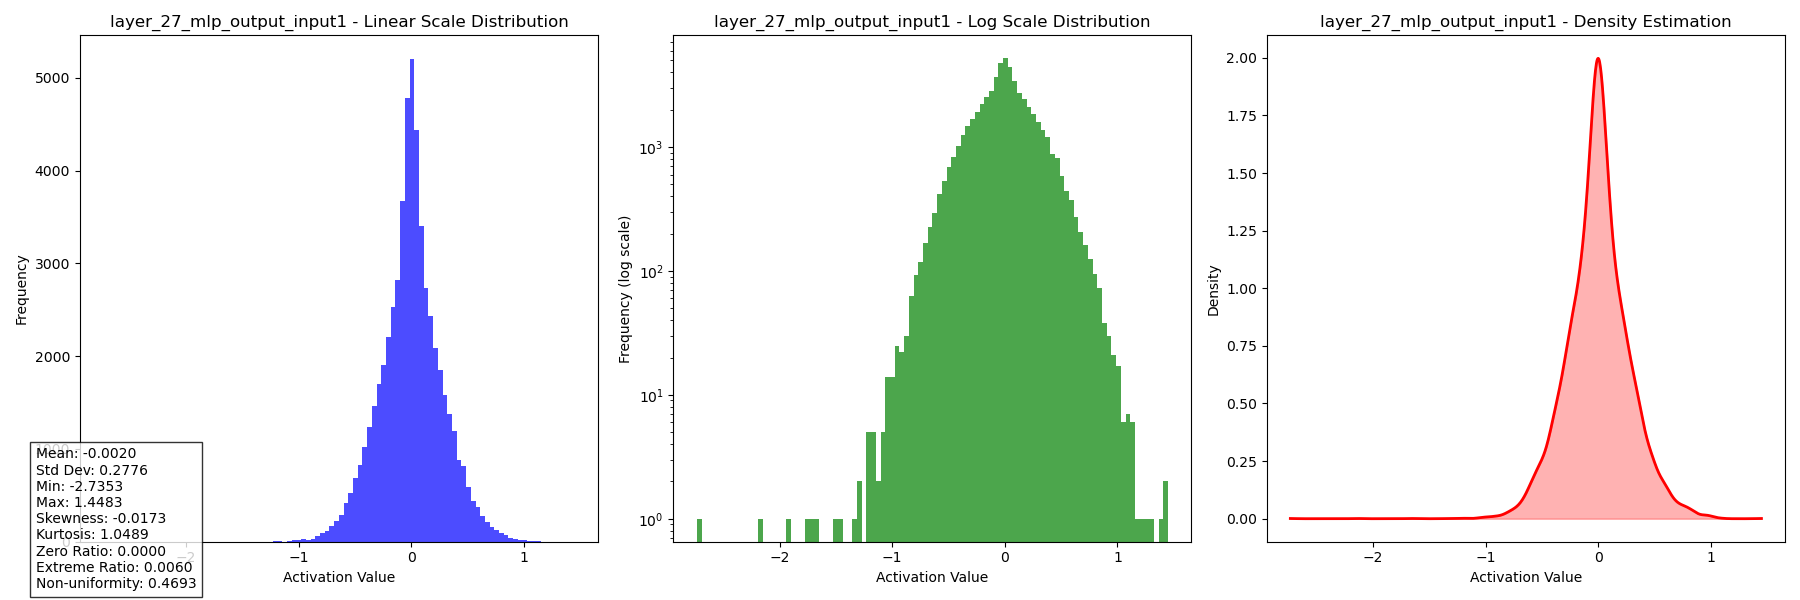 layer_27_mlp_output_input1 - Linear Scale Distribution
Frequency
5000
4000
3000
2000
1000
0
−2
−1
0
1
Activation Value
Mean: -0.0020
Std Dev: 0.2776
Min: -2.7353
Max: 1.4483
Skewness: -0.0173
Kurtosis: 1.0489
Zero Ratio: 0.0000
Extreme Ratio: 0.0060
Non-uniformity: 0.4693
layer_27_mlp_output_input1 - Log Scale Distribution
Frequency (log scale)
10³
10²
10¹
10⁰
−2
−1
0
1
Activation Value
layer_27_mlp_output_input1 - Density Estimation
Density
2.00
1.75
1.50
1.25
1.00
0.75
0.50
0.25
0.00
−2
−1
0
1
Activation Value